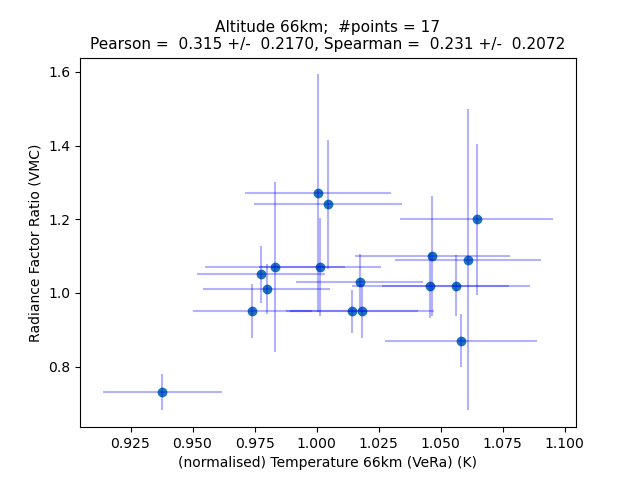 Altitude 66km;  #points = 17
Pearson =  0.315 +/-  0.2170, Spearman =  0.231 +/-  0.2072
1.6
1.4
1.2
1.0
0.8
Radiance Factor Ratio (VMC)
0.925 0.950 0.975 1.000 1.025 1.050 1.075 1.100
(normalised) Temperature 66km (VeRa) (K)